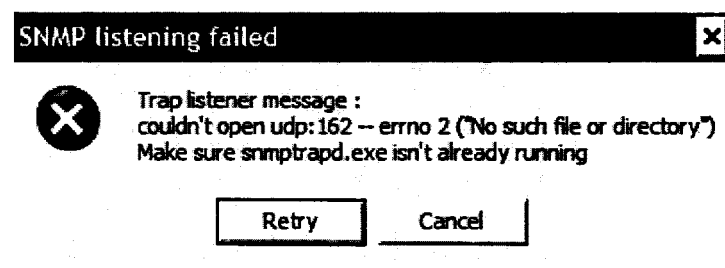 SNMP listening failed
Trap listener message :
couldn't open udp:162 -- errno 2 ("No such file or directory")
Make sure snmptrapd.exe isn't already running
Retry Cancel